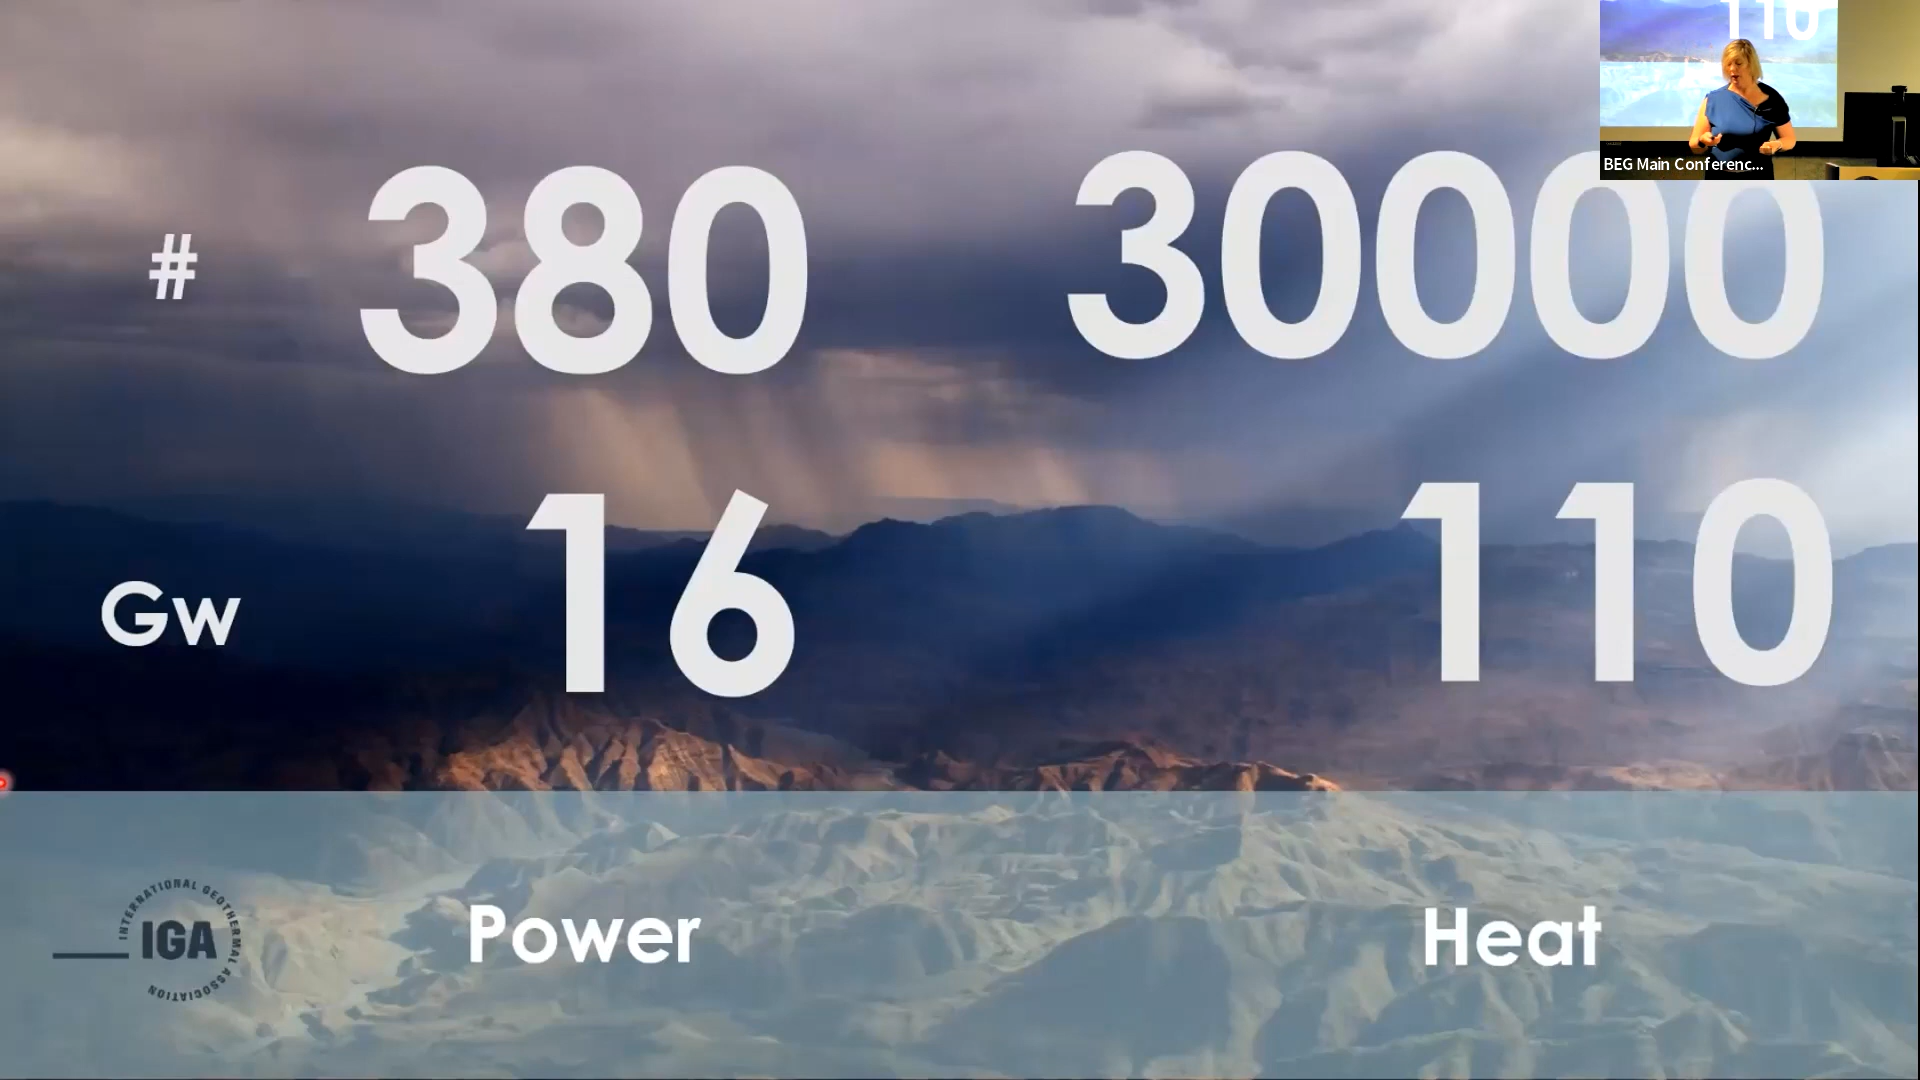 110
BEG Main Conferenc...
# 380 30000
Gw 16 110
INTERNATIONAL GEOTHERMAL ASSOCIATION
IGA
Power Heat